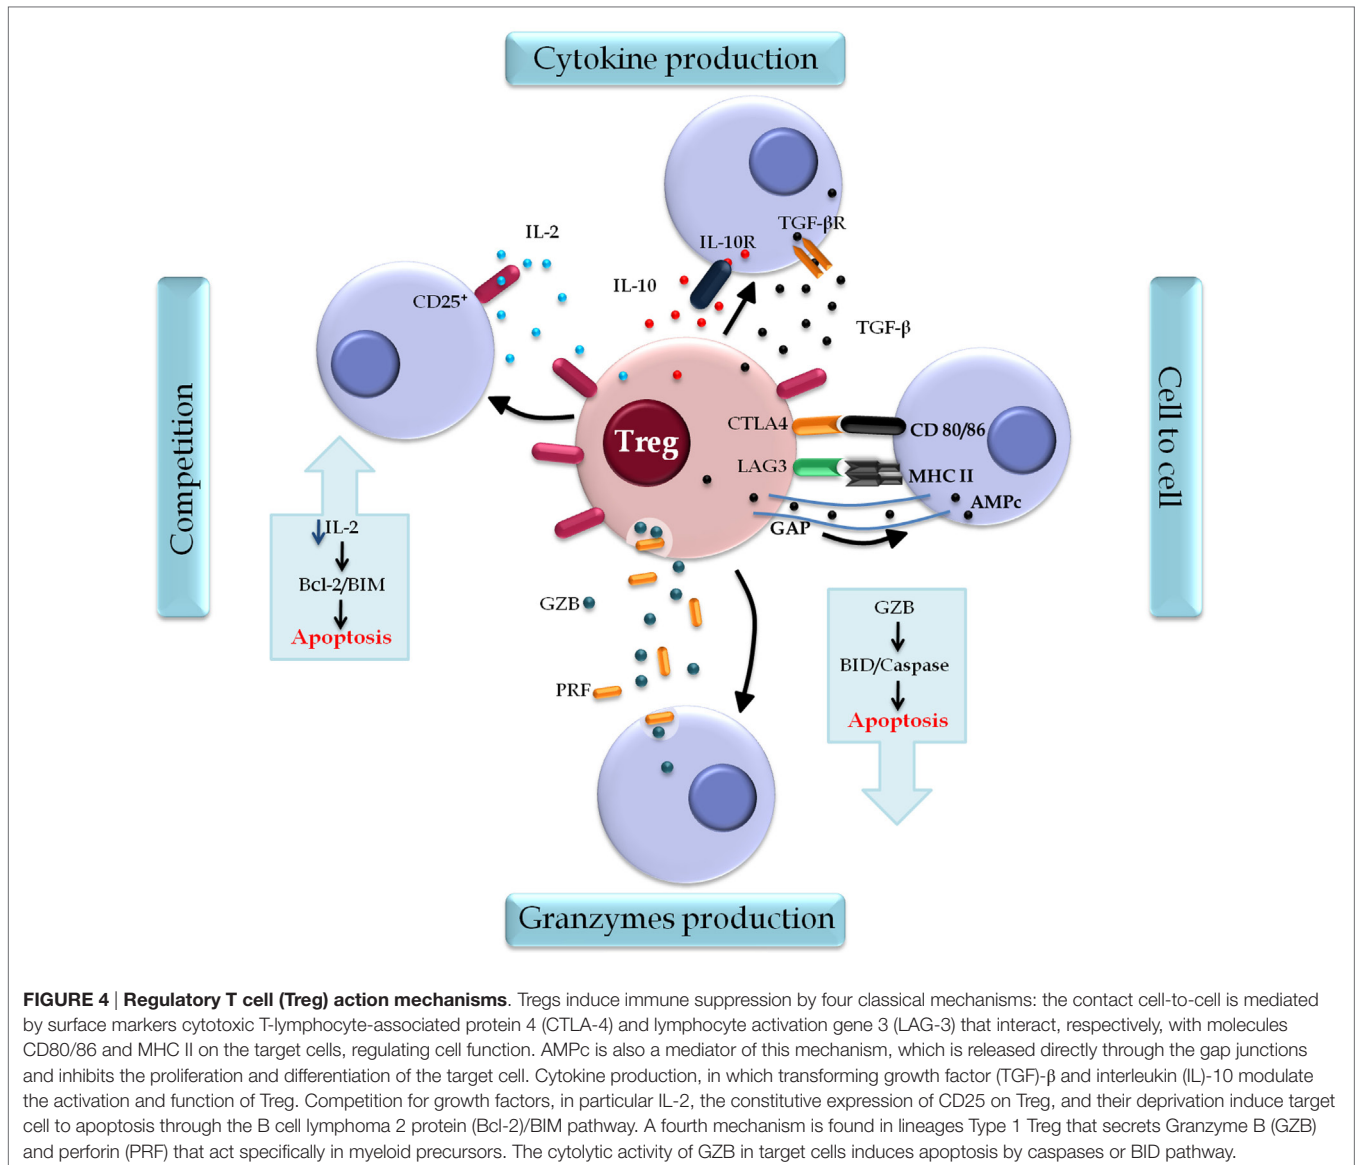 Cytokine production
TGF-βR
IL-2
IL-10R
IL-10
CD25⁺
TGF-β
Competition
Cell to cell
CTLA4
CD 80/86
Treg
LAG3
MHC II
AMPc
GAP
IL-2
Bcl-2/BIM
Apoptosis
GZB
PRF
GZB
BID/Caspase
Apoptosis
Granzymes production
FIGURE 4 | Regulatory T cell (Treg) action mechanisms. Tregs induce immune suppression by four classical mechanisms: the contact cell-to-cell is mediated
by surface markers cytotoxic T-lymphocyte-associated protein 4 (CTLA-4) and lymphocyte activation gene 3 (LAG-3) that interact, respectively, with molecules
CD80/86 and MHC II on the target cells, regulating cell function. AMPc is also a mediator of this mechanism, which is released directly through the gap junctions
and inhibits the proliferation and differentiation of the target cell. Cytokine production, in which transforming growth factor (TGF)-β and interleukin (IL)-10 modulate
the activation and function of Treg. Competition for growth factors, in particular IL-2, the constitutive expression of CD25 on Treg, and their deprivation induce target
cell to apoptosis through the B cell lymphoma 2 protein (Bcl-2)/BIM pathway. A fourth mechanism is found in lineages Type 1 Treg that secrets Granzyme B (GZB)
and perforin (PRF) that act specifically in myeloid precursors. The cytolytic activity of GZB in target cells induces apoptosis by caspases or BID pathway.